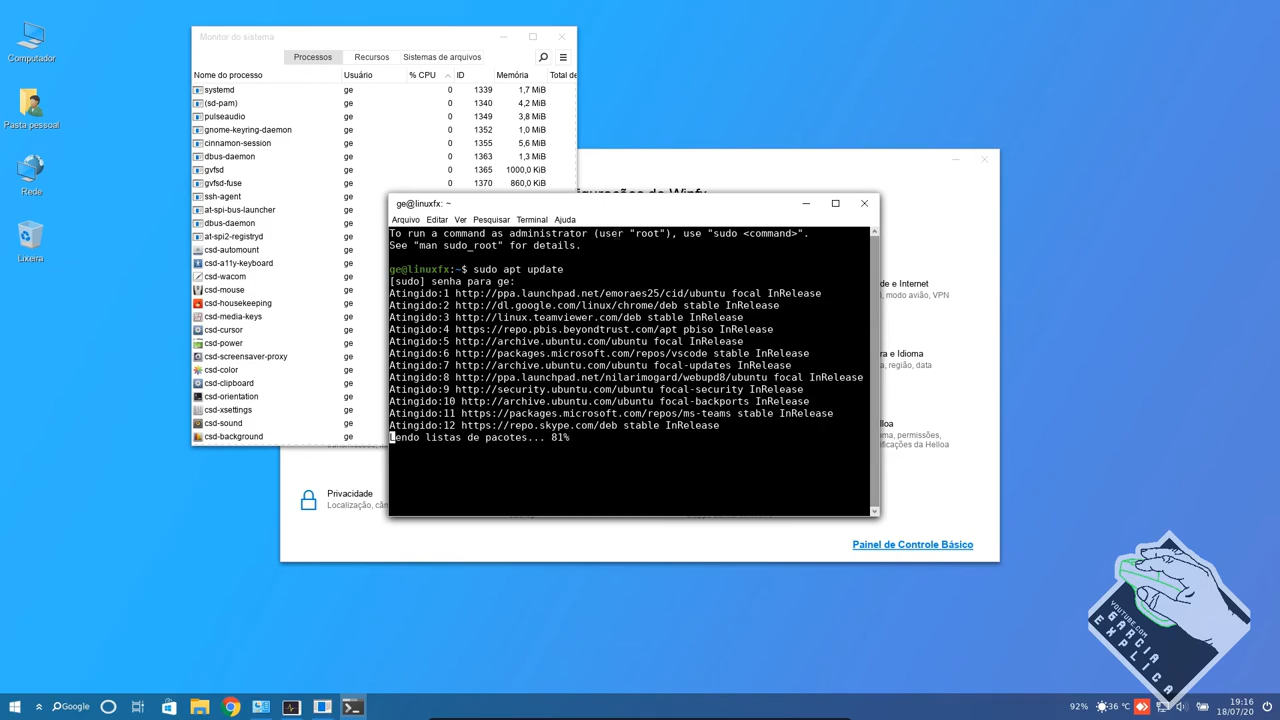 Computador
Pasta pessoal
Rede
Lixeira
Monitor do sistema
Processos Recursos Sistemas de arquivos
Nome do processo Usuário % CPU ID Memória Total de
systemd ge 0 1339 1,7 MiB
(sd-pam) ge 0 1340 4,2 MiB
pulseaudio ge 0 1349 3,8 MiB
gnome-keyring-daemon ge 0 1352 1,0 MiB
cinnamon-session ge 0 1355 5,6 MiB
dbus-daemon ge 0 1363 1,3 MiB
gvfsd ge 0 1365 1000,0 KiB
gvfsd-fuse ge 0 1370 860,0 KiB
ssh-agent ge
at-spi-bus-launcher ge
dbus-daemon ge
at-spi2-registryd ge
csd-automount ge
csd-a11y-keyboard ge
csd-wacom ge
csd-mouse ge
csd-housekeeping ge
csd-media-keys ge
csd-cursor ge
csd-power ge
csd-screensaver-proxy ge
csd-color ge
csd-clipboard ge
csd-orientation ge
csd-xsettings ge
csd-sound ge
csd-background ge
ge@linuxfx: ~
Arquivo Editar Ver Pesquisar Terminal Ajuda
To run a command as administrator (user "root"), use "sudo <command>".
See "man sudo_root" for details.
ge@linuxfx:~$ sudo apt update
[sudo] senha para ge:
Atingido:1 http://ppa.launchpad.net/emoraes25/cid/ubuntu focal InRelease
Atingido:2 http://dl.google.com/linux/chrome/deb stable InRelease
Atingido:3 http://linux.teamviewer.com/deb stable InRelease
Atingido:4 https://repo.pbis.beyondtrust.com/apt pbiso InRelease
Atingido:5 http://archive.ubuntu.com/ubuntu focal InRelease
Atingido:6 http://packages.microsoft.com/repos/vscode stable InRelease
Atingido:7 http://archive.ubuntu.com/ubuntu focal-updates InRelease
Atingido:8 http://ppa.launchpad.net/nilarimogard/webupd8/ubuntu focal InRelease
Atingido:9 http://security.ubuntu.com/ubuntu focal-security InRelease
Atingido:10 http://archive.ubuntu.com/ubuntu focal-backports InRelease
Atingido:11 https://packages.microsoft.com/repos/ms-teams stable InRelease
Atingido:12 https://repo.skype.com/deb stable InRelease
Lendo listas de pacotes... 81%
de e Internet
, modo avião, VPN
ra e Idioma
a, região, data
lloa
, permissões,
ificações da Helloa
Privacidade
Localização,
Painel de Controle Básico
YOUTUBE.COM
GARCIA
EXPLICA
Google
92% 36 °C
19:16
18/07/20